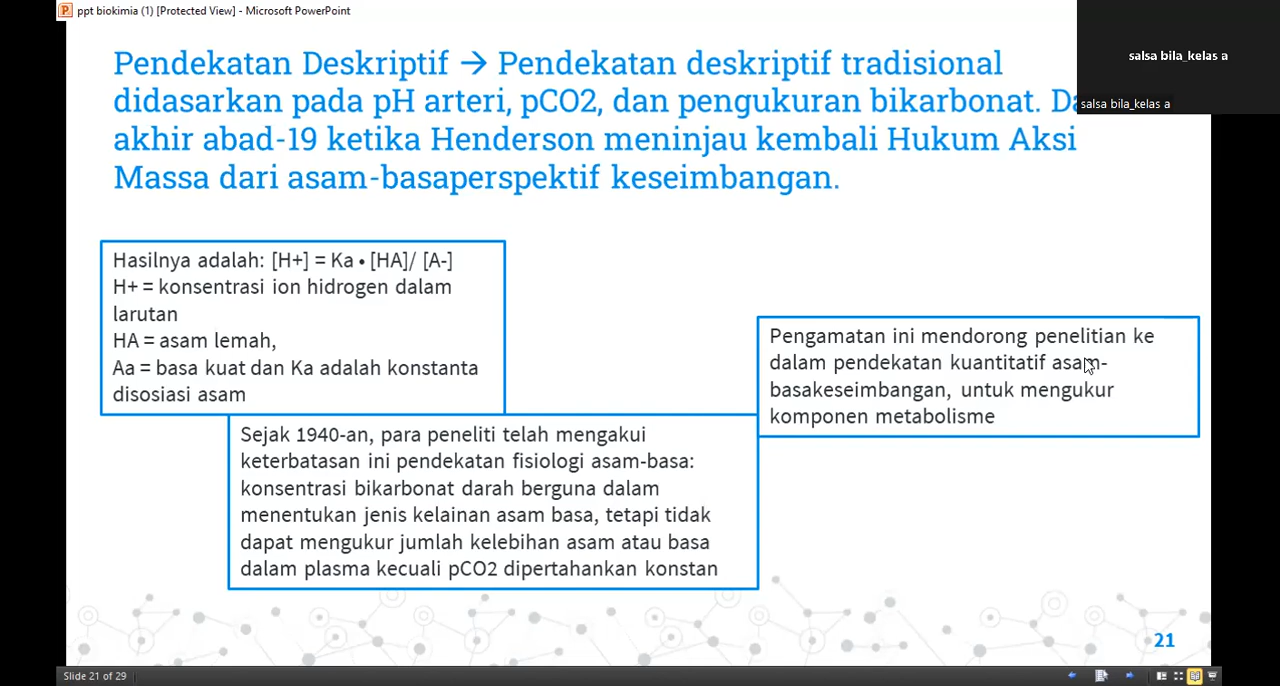 ppt biokimia (1) [Protected View] - Microsoft PowerPoint
salsa bila_kelas a
salsa bila_kelas a
Pendekatan Deskriptif → Pendekatan deskriptif tradisional
didasarkan pada pH arteri, pCO2, dan pengukuran bikarbonat.
akhir abad-19 ketika Henderson meninjau kembali Hukum Aksi
Massa dari asam-basaperspektif keseimbangan.
Hasilnya adalah: [H+] = Ka • [HA]/ [A-]
H+ = konsentrasi ion hidrogen dalam
larutan
HA = asam lemah,
Aa = basa kuat dan Ka adalah konstanta
disosiasi asam
Pengamatan ini mendorong penelitian ke
dalam pendekatan kuantitatif asam-
basakeseimbangan, untuk mengukur
komponen metabolisme
Sejak 1940-an, para peneliti telah mengakui
keterbatasan ini pendekatan fisiologi asam-basa:
konsentrasi bikarbonat darah berguna dalam
menentukan jenis kelainan asam basa, tetapi tidak
dapat mengukur jumlah kelebihan asam atau basa
dalam plasma kecuali pCO2 dipertahankan konstan
21
Slide 21 of 29